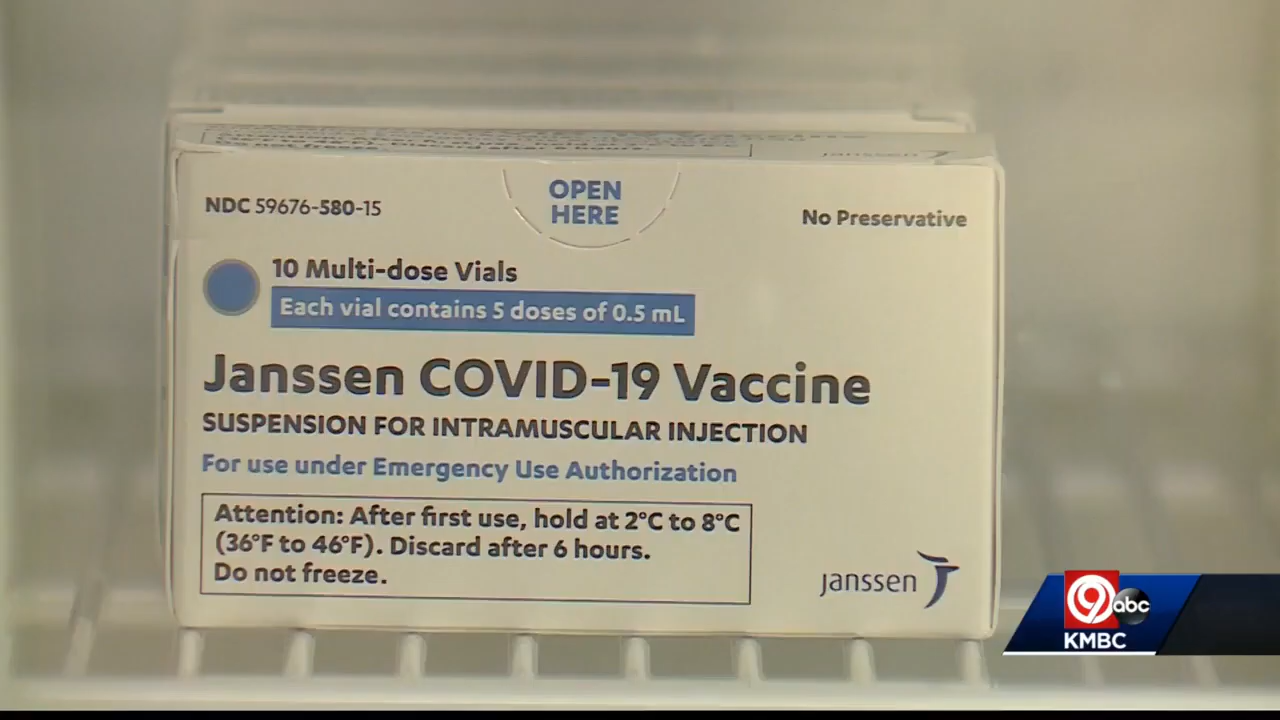 janssen
NDC 59676-580-15
OPEN
HERE
No Preservative
10 Multi-dose Vials
Each vial contains 5 doses of 0.5 mL
Janssen COVID-19 Vaccine
SUSPENSION FOR INTRAMUSCULAR INJECTION
For use under Emergency Use Authorization
Attention: After first use, hold at 2°C to 8°C
(36°F to 46°F). Discard after 6 hours.
Do not freeze.
janssen
9 abc
KMBC